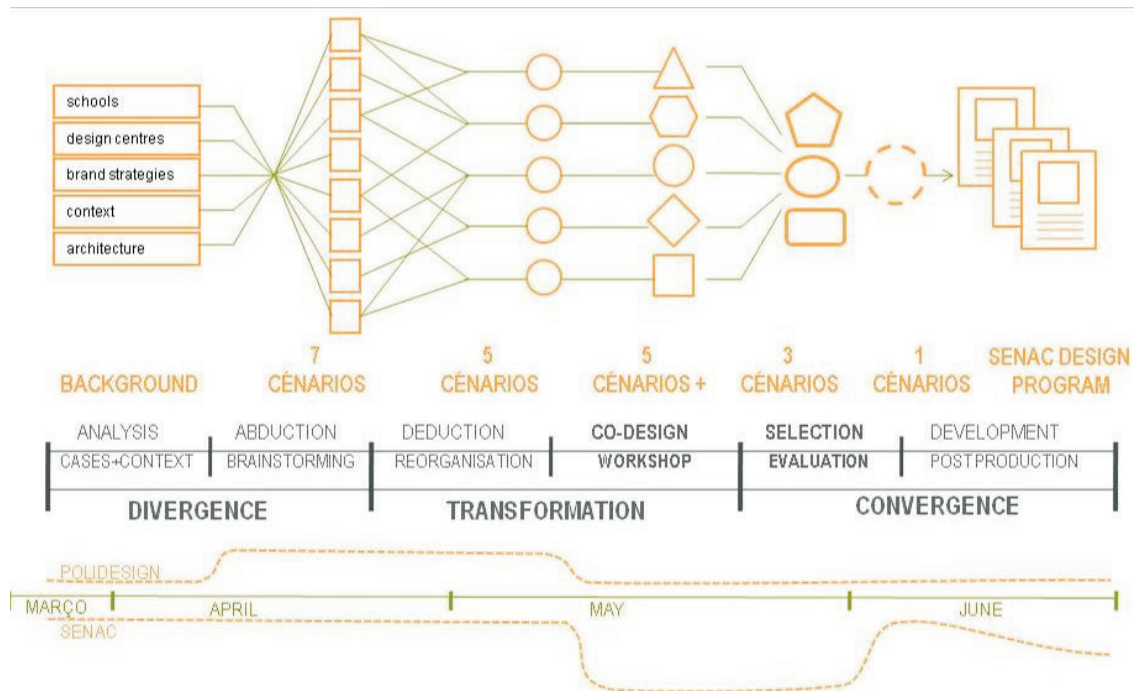 schools
design centres
brand strategies
context
architecture
7
5
5
3
1
SENAC DESIGN
BACKGROUND
CÉNARIOS
CÉNARIOS
CÉNARIOS +
CÉNARIOS
CÉNARIOS
PROGRAM
ANALYSIS
ABDUCTION
DEDUCTION
CO-DESIGN
SELECTION
DEVELOPMENT
CASES+CONTEXT
BRAINSTORMING
REORGANISATION
WORKSHOP
EVALUATION
POST PRODUCTION
DIVERGENCE
TRANSFORMATION
CONVERGENCE
POLIDESIGN
MARÇO
APRIL
MAY
JUNE
SENAC